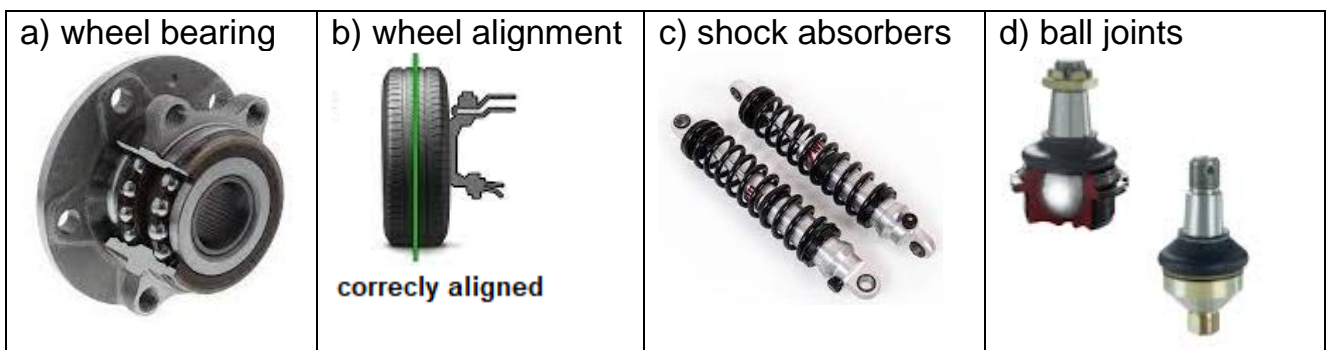 a) wheel bearing
b) wheel alignment
c) shock absorbers
d) ball joints
correcly aligned